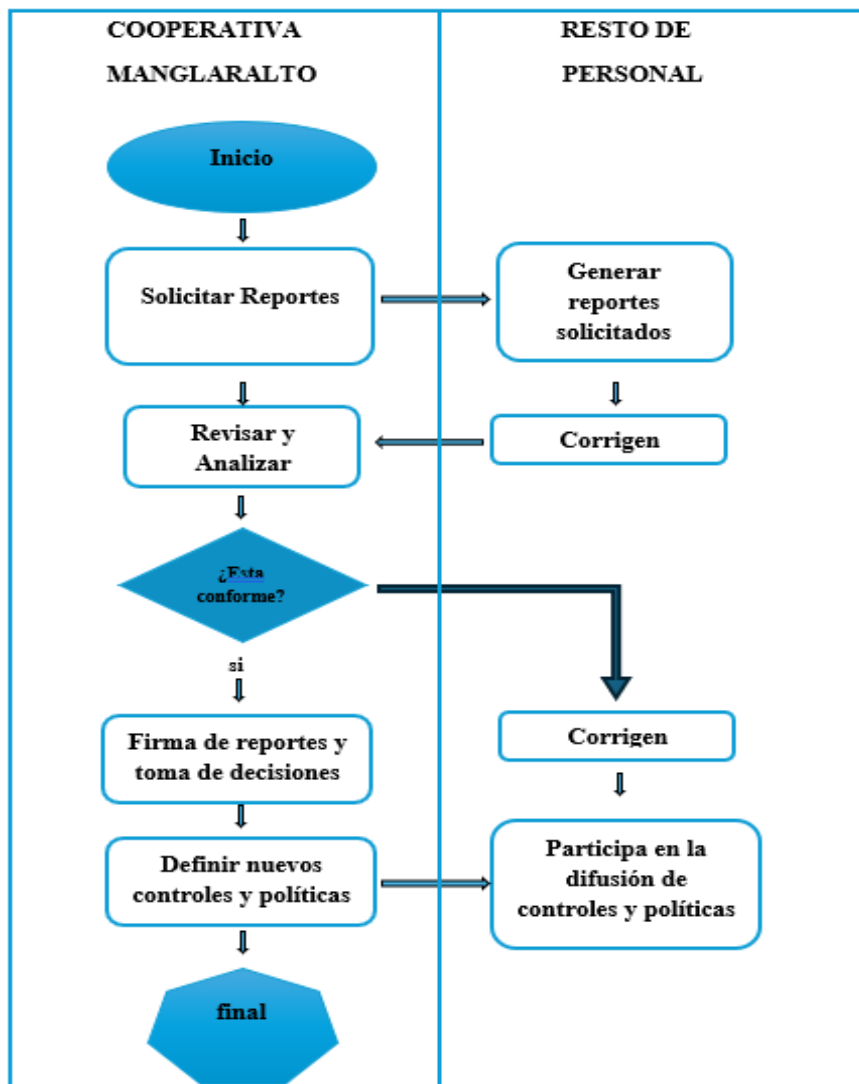 COOPERATIVA
MANGLARALTO
RESTO DE
PERSONAL
Inicio
Solicitar Reportes
Generar
reportes
solicitados
Revisar y
Analizar
Corrigen
¿Esta
conforme?
si
Firma de reportes y
toma de decisiones
Corrigen
Definir nuevos
controles y políticas
Participa en la
difusión de
controles y políticas
final